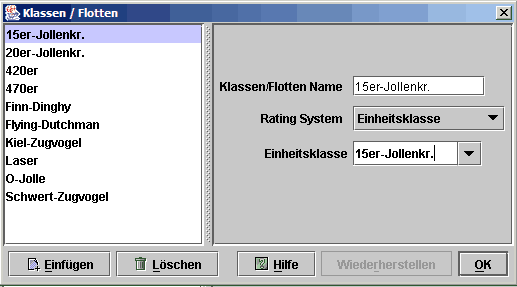 Klassen / Flotten
15er-Jollenkr.
20er-Jollenkr.
420er
470er
Finn-Dinghy
Flying-Dutchman
Kiel-Zugvogel
Laser
O-Jolle
Schwert-Zugvogel
Klassen/Flotten Name 15er-Jollenkr.
Rating System Einheitsklasse
Einheitsklasse 15er-Jollenkr.
Einfügen Löschen Hilfe Wiederherstellen OK